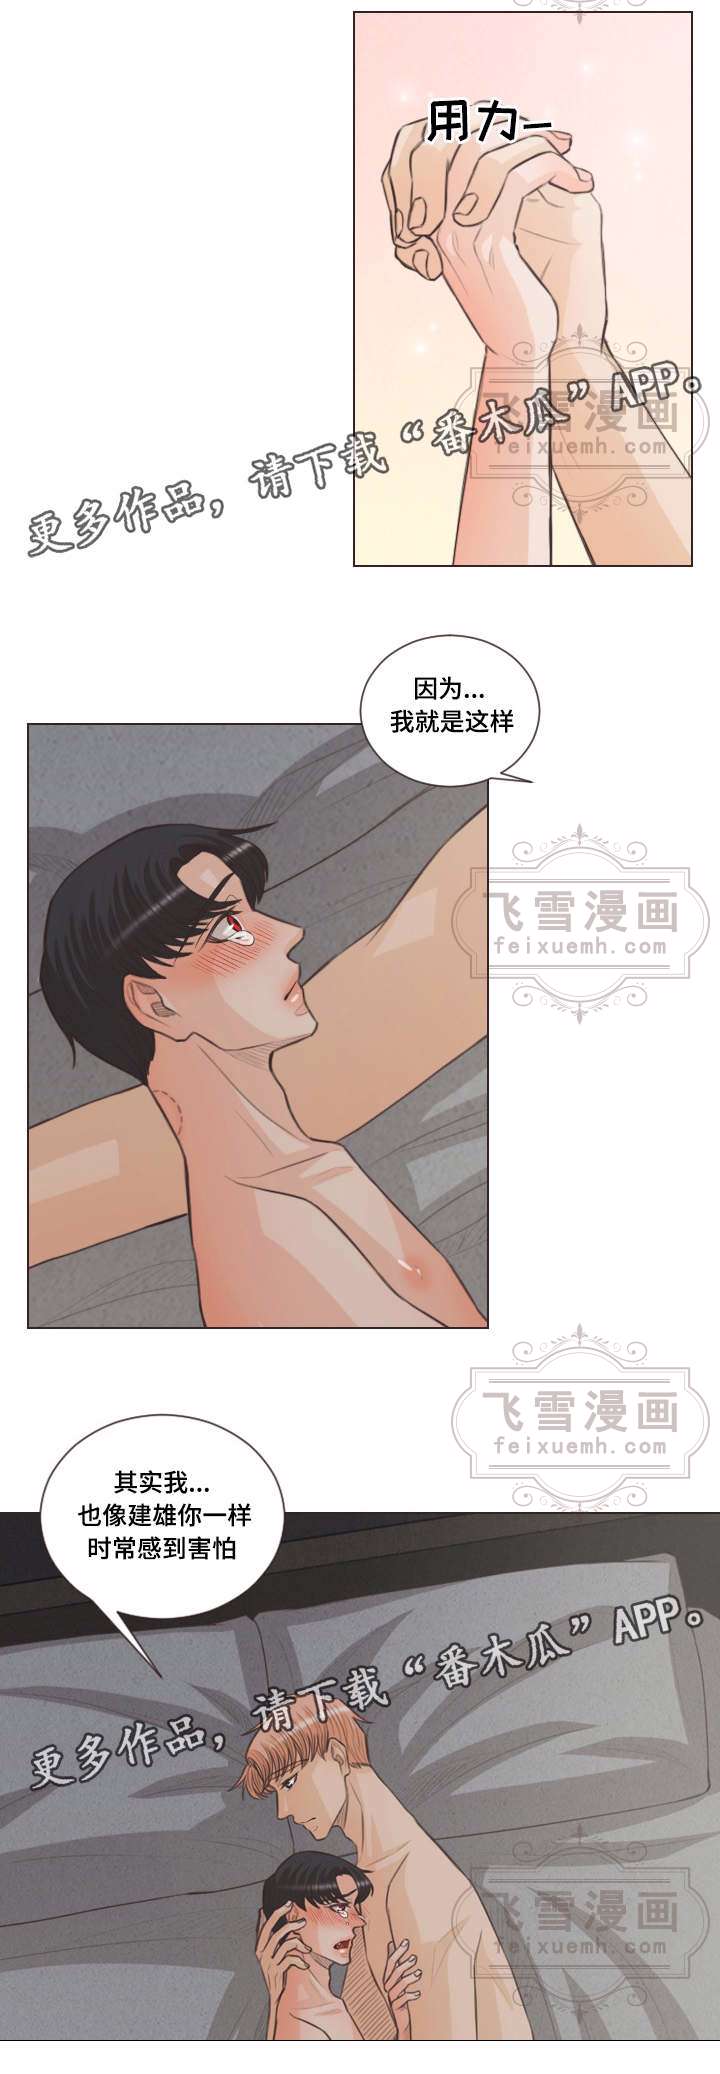 用力–
飞雪漫画
feixuemh.com
更多作品，请下载“番木瓜”APP。
因为...
我就是这样
飞雪漫画
feixuemh.com
飞雪漫画
feixuemh.com
其实我...
也像建雄你一样
时常感到害怕
更多作品，请下载“番木瓜”APP。
飞雪漫画
feixuemh.com